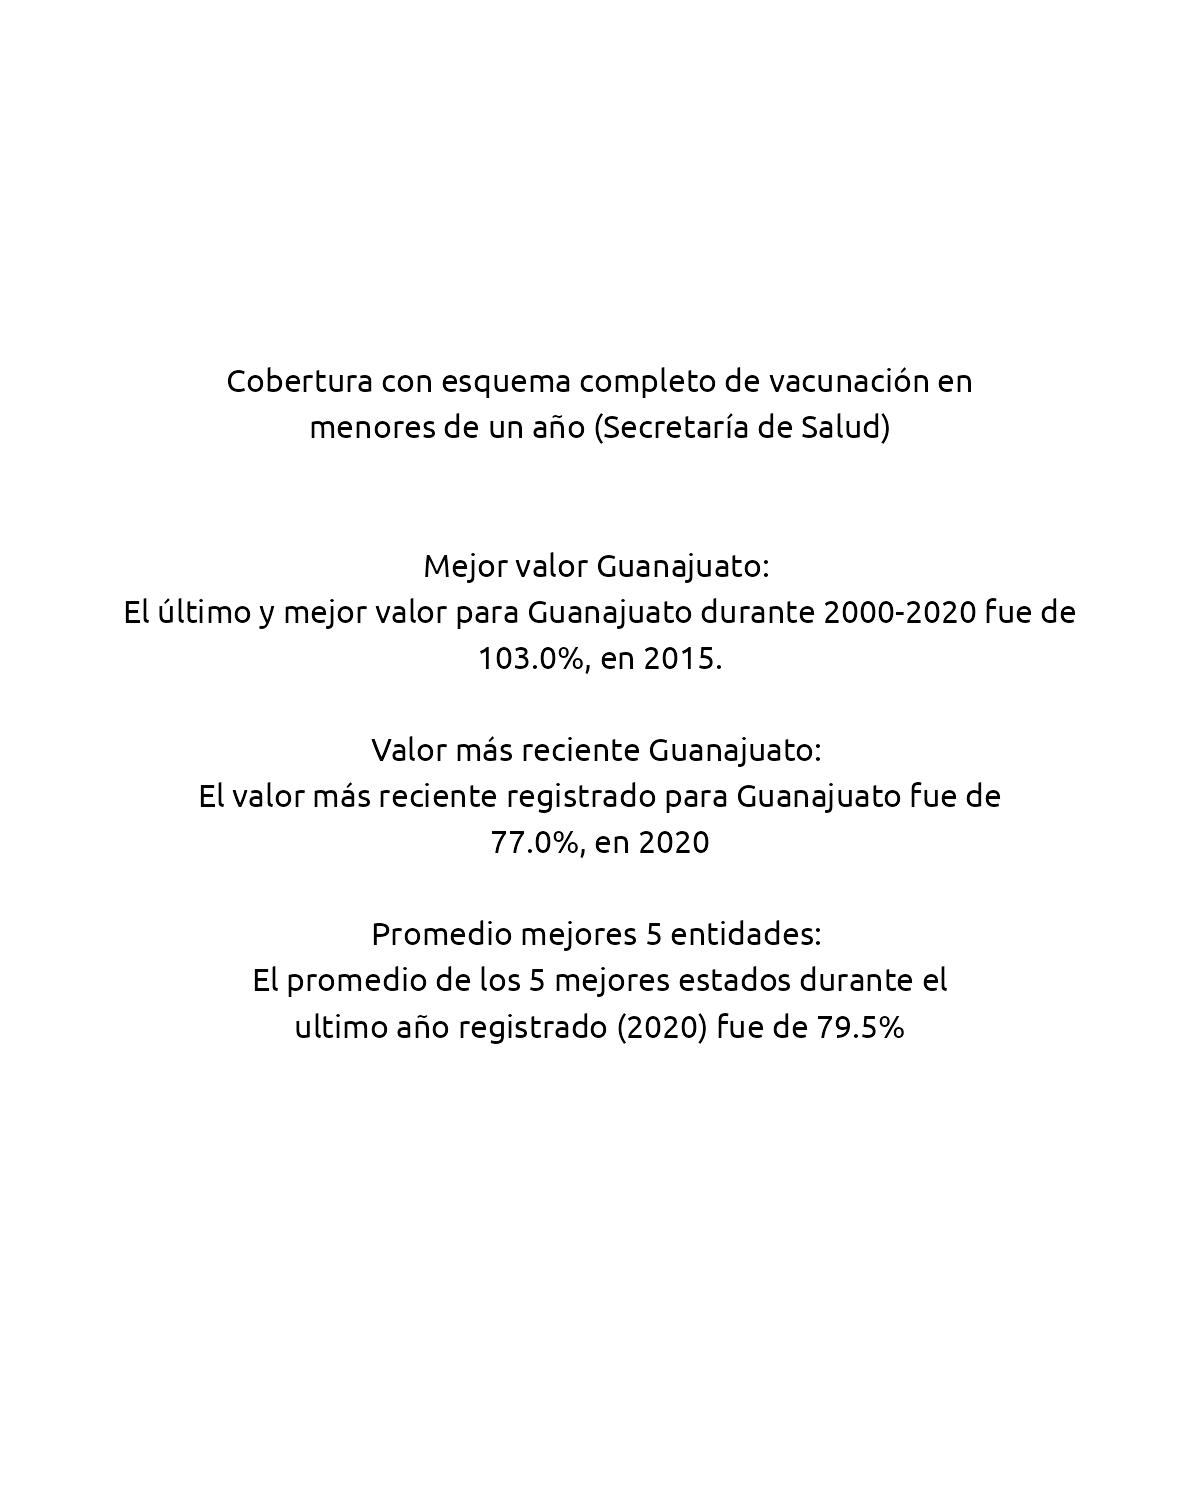 Cobertura con esquema completo de vacunación en
menores de un año (Secretaría de Salud)
Mejor valor Guanajuato:
El último y mejor valor para Guanajuato durante 2000-2020 fue de
103.0%, en 2015.
Valor más reciente Guanajuato:
El valor más reciente registrado para Guanajuato fue de
77.0%, en 2020
Promedio mejores 5 entidades:
El promedio de los 5 mejores estados durante el
ultimo año registrado (2020) fue de 79.5%